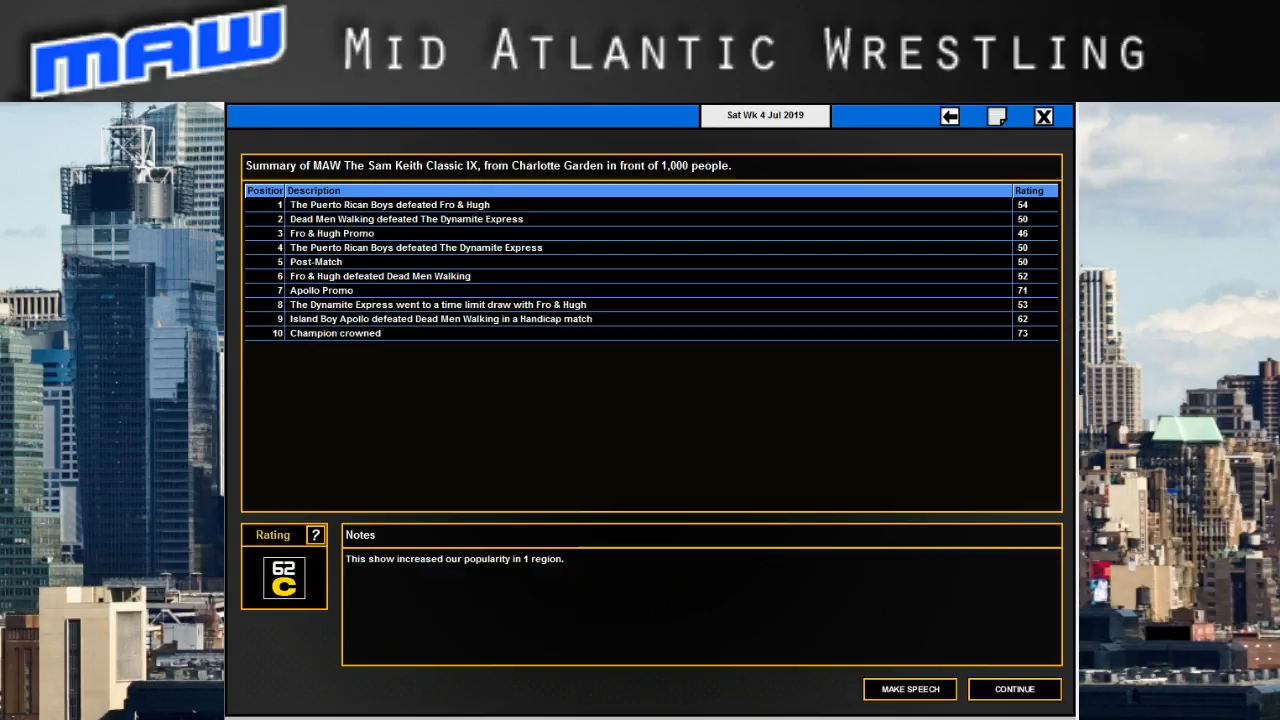 MAW MID ATLANTIC WRESTLING
Sat Wk 4 Jul 2019
Summary of MAW The Sam Keith Classic IX, from Charlotte Garden in front of 1,000 people.
Position Description Rating
1 The Puerto Rican Boys defeated Fro & Hugh 54
2 Dead Men Walking defeated The Dynamite Express 50
3 Fro & Hugh Promo 46
4 The Puerto Rican Boys defeated The Dynamite Express 50
5 Post-Match 50
6 Fro & Hugh defeated Dead Men Walking 52
7 Apollo Promo 71
8 The Dynamite Express went to a time limit draw with Fro & Hugh 53
9 Island Boy Apollo defeated Dead Men Walking in a Handicap match 62
10 Champion crowned 73
Rating ? Notes
62
C
This show increased our popularity in 1 region.
MAKE SPEECH CONTINUE